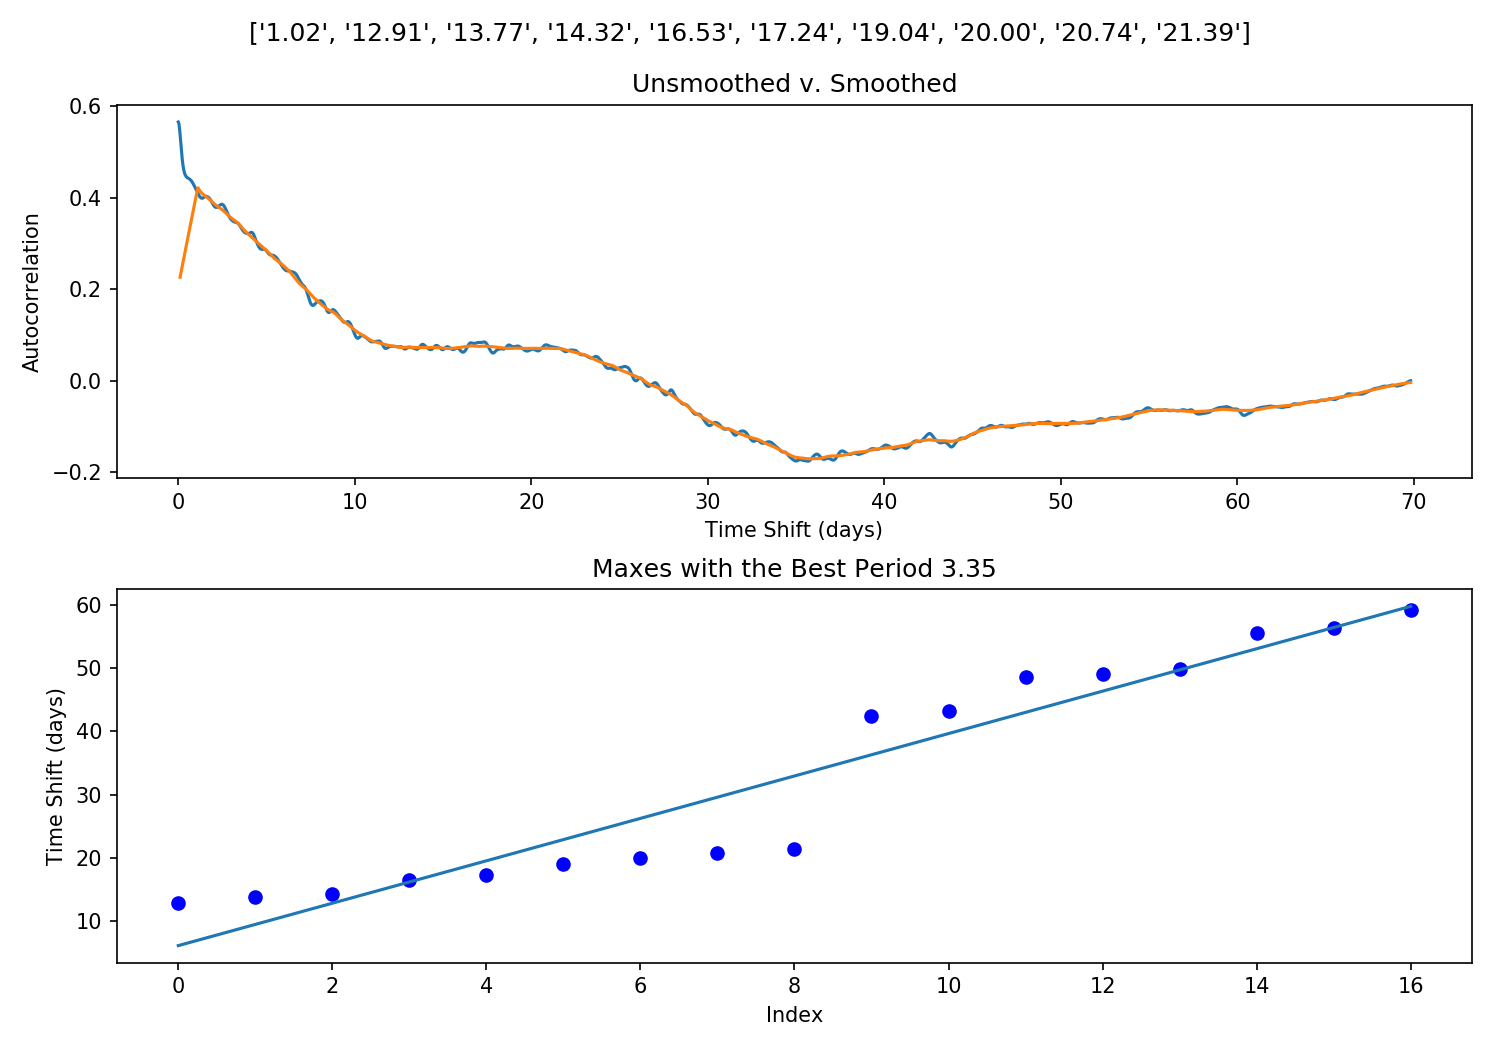 ['1.02', '12.91', '13.77', '14.32', '16.53', '17.24', '19.04', '20.00', '20.74', '21.39']
Unsmoothed v. Smoothed
Autocorrelation
0.6
0.4
0.2
0.0
−0.2
0 10 20 30 40 50 60 70
Time Shift (days)
Maxes with the Best Period 3.35
Time Shift (days)
60
50
40
30
20
10
0 2 4 6 8 10 12 14 16
Index